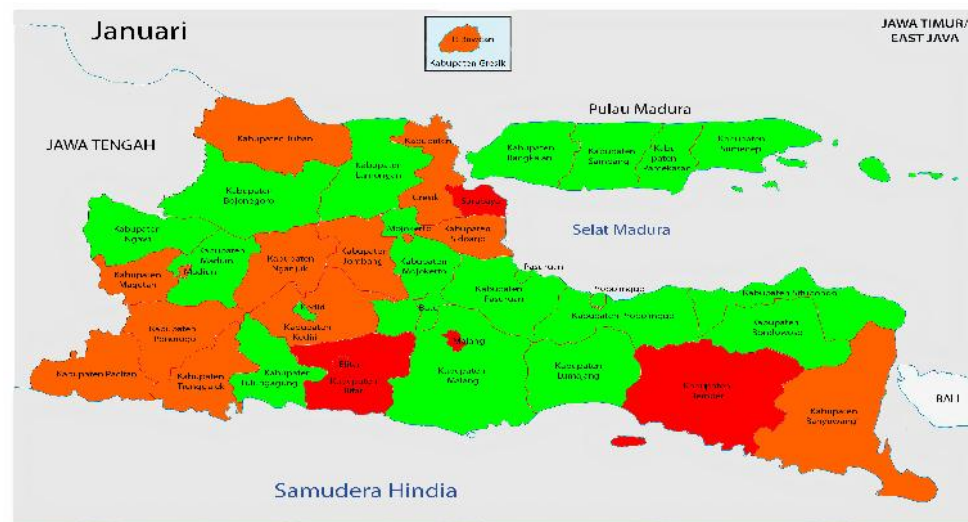 Januari
JAWA TIMUR/
EAST JAVA
Kabupaten Gresik
Pulau Madura
JAWA TENGAH
Kabupaten Tuban
Kabupaten
Gresik
Kabupaten
Lamongan
Kabupaten
Bojonegoro
Kabupaten
Bangkalan
Kabupaten
Sampang
Kabu
paten
Pamekasan
Kabupaten
Sumenep
Surabaya
Selat Madura
Kabupaten
Ngawi
Kabupaten
Madiun
Madiun
Kabupaten
Magetan
Kabupaten
Nganjuk
Kabupaten
Jombang
Mojokerto
Kabupaten
Sidoarjo
Kabupaten
Mojokerto
Pasuruan
Kabupaten
Pasuruan
Probolinggo
Kabupaten Probolinggo
Kabupaten Situbondo
Kabupaten
Bondowoso
Kabupaten
Ponorogo
Kediri
Kabupaten
Kediri
Batu
Malang
Kabupaten
Malang
Kabupaten
Lumajang
Kabupaten
Jember
Kabupaten
Banyuwangi
BALI
Kabupaten Pacitan
Kabupaten
Trenggalek
Kabupaten
Tulungagung
Blitar
Kabupaten
Blitar
Samudera Hindia